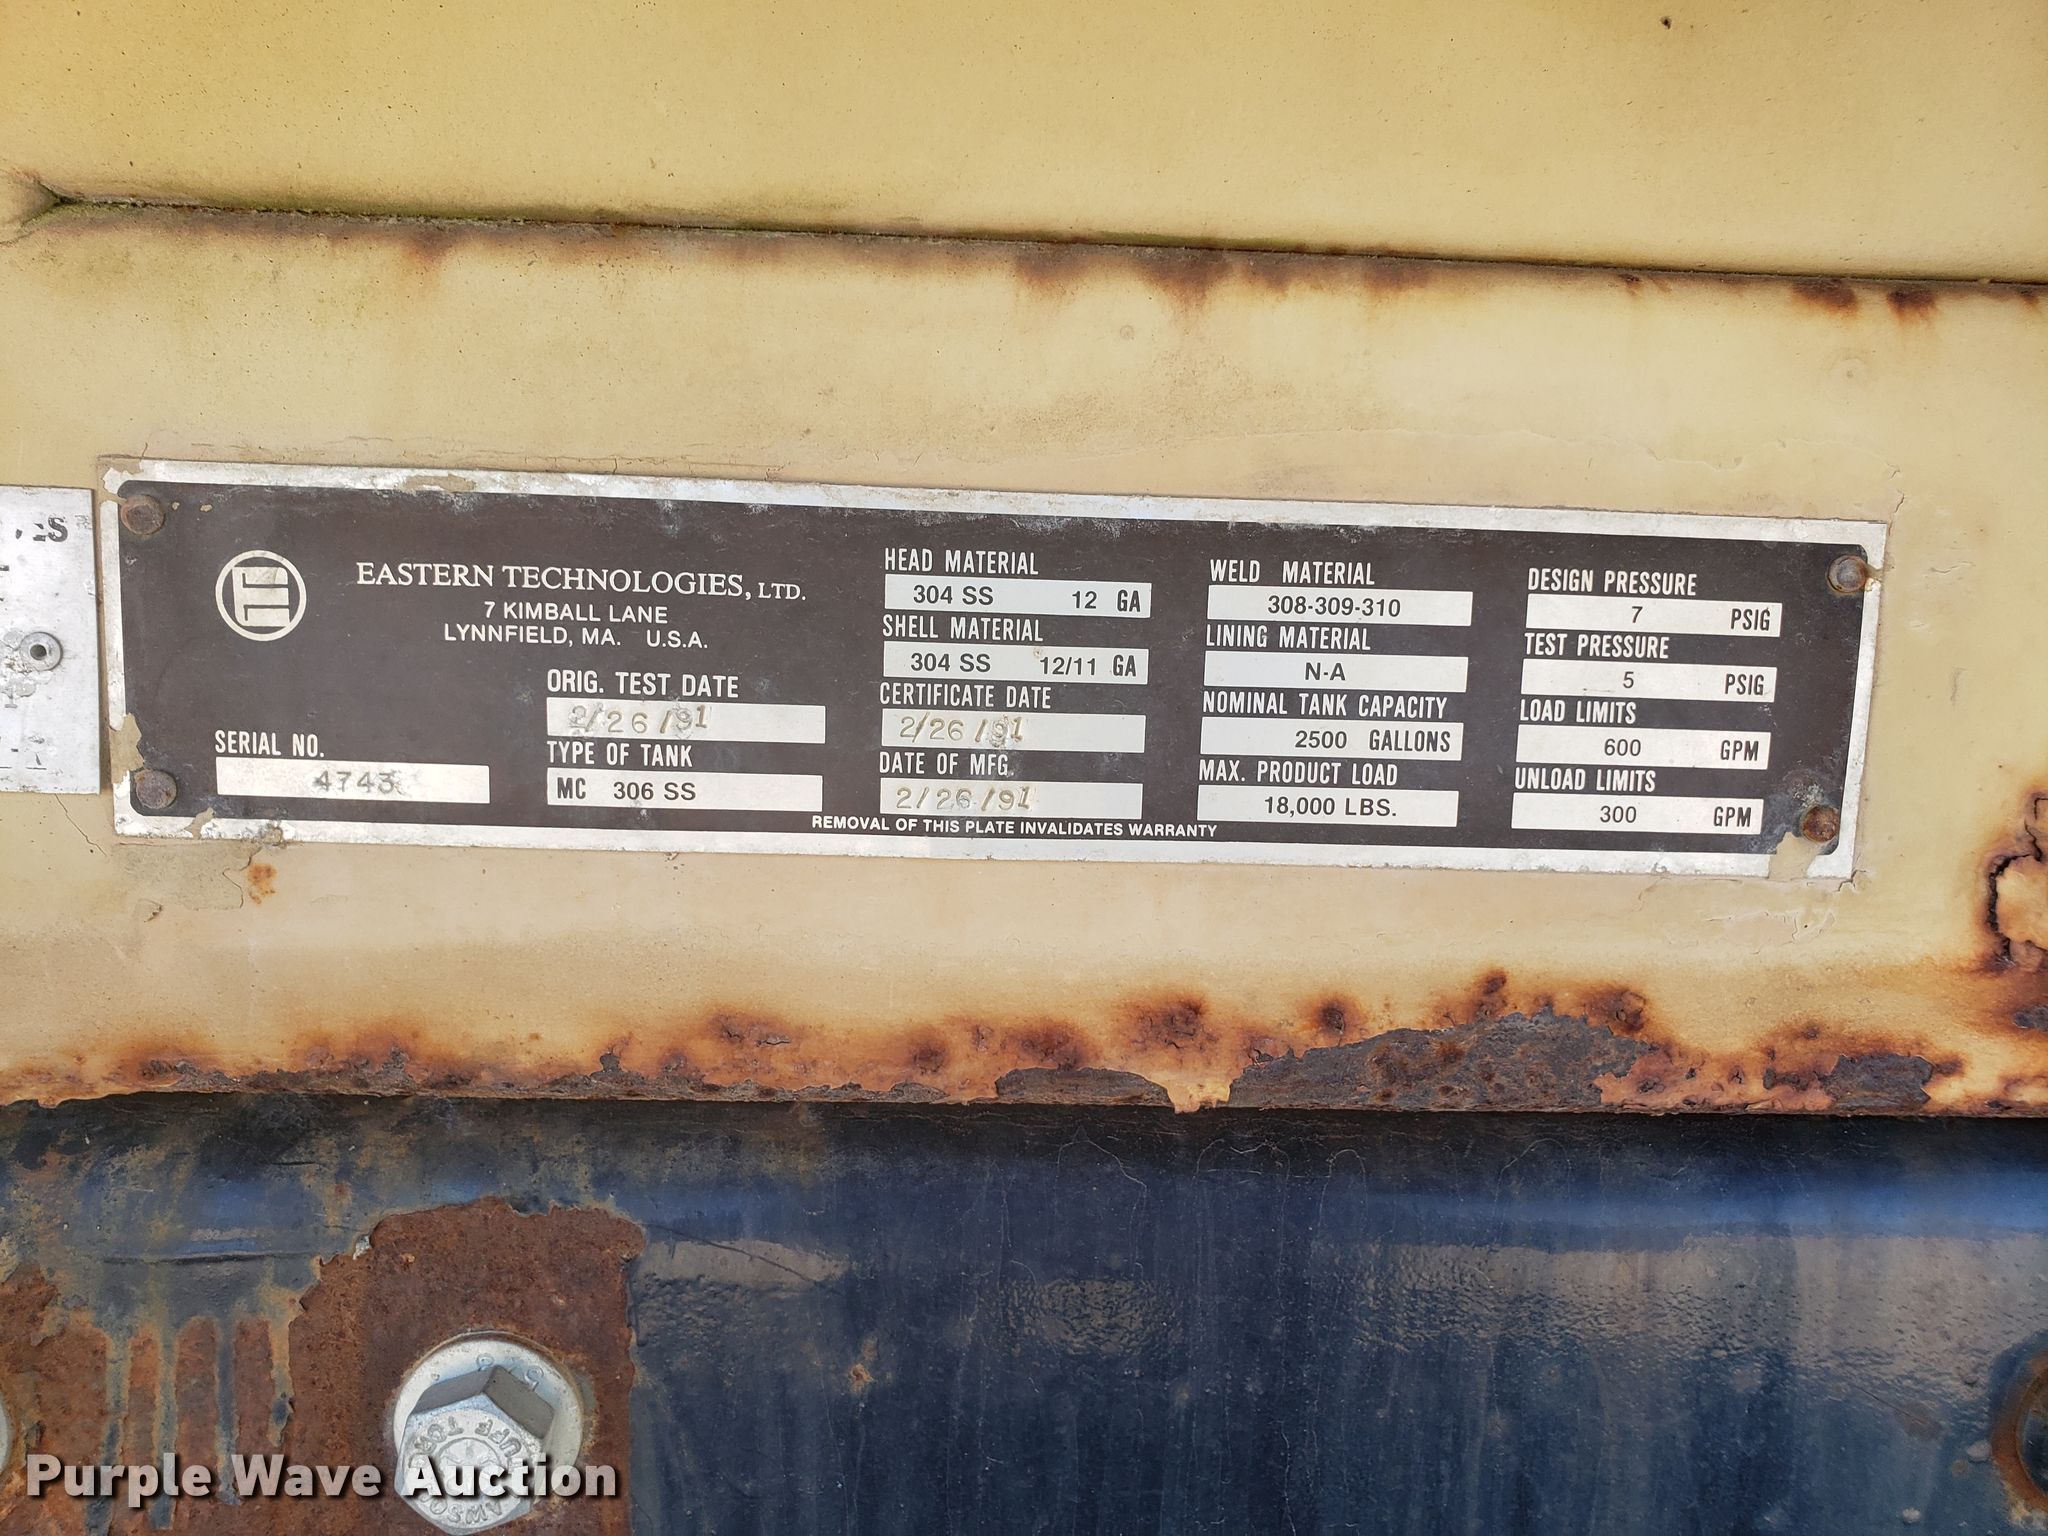 EASTERN TECHNOLOGIES, LTD.
7 KIMBALL LANE
LYNNFIELD, MA. U.S.A.
ORIG. TEST DATE
2/26/91
SERIAL NO.
4743
TYPE OF TANK
MC 306 SS
HEAD MATERIAL
304 SS 12 GA
SHELL MATERIAL
304 SS 12/11 GA
CERTIFICATE DATE
2/26/91
DATE OF MFG.
2/26/91
WELD MATERIAL
308-309-310
LINING MATERIAL
N-A
NOMINAL TANK CAPACITY
2500 GALLONS
MAX. PRODUCT LOAD
18,000 LBS.
DESIGN PRESSURE
7 PSIG
TEST PRESSURE
5 PSIG
LOAD LIMITS
600 GPM
UNLOAD LIMITS
300 GPM
REMOVAL OF THIS PLATE INVALIDATES WARRANTY
Purple Wave Auction